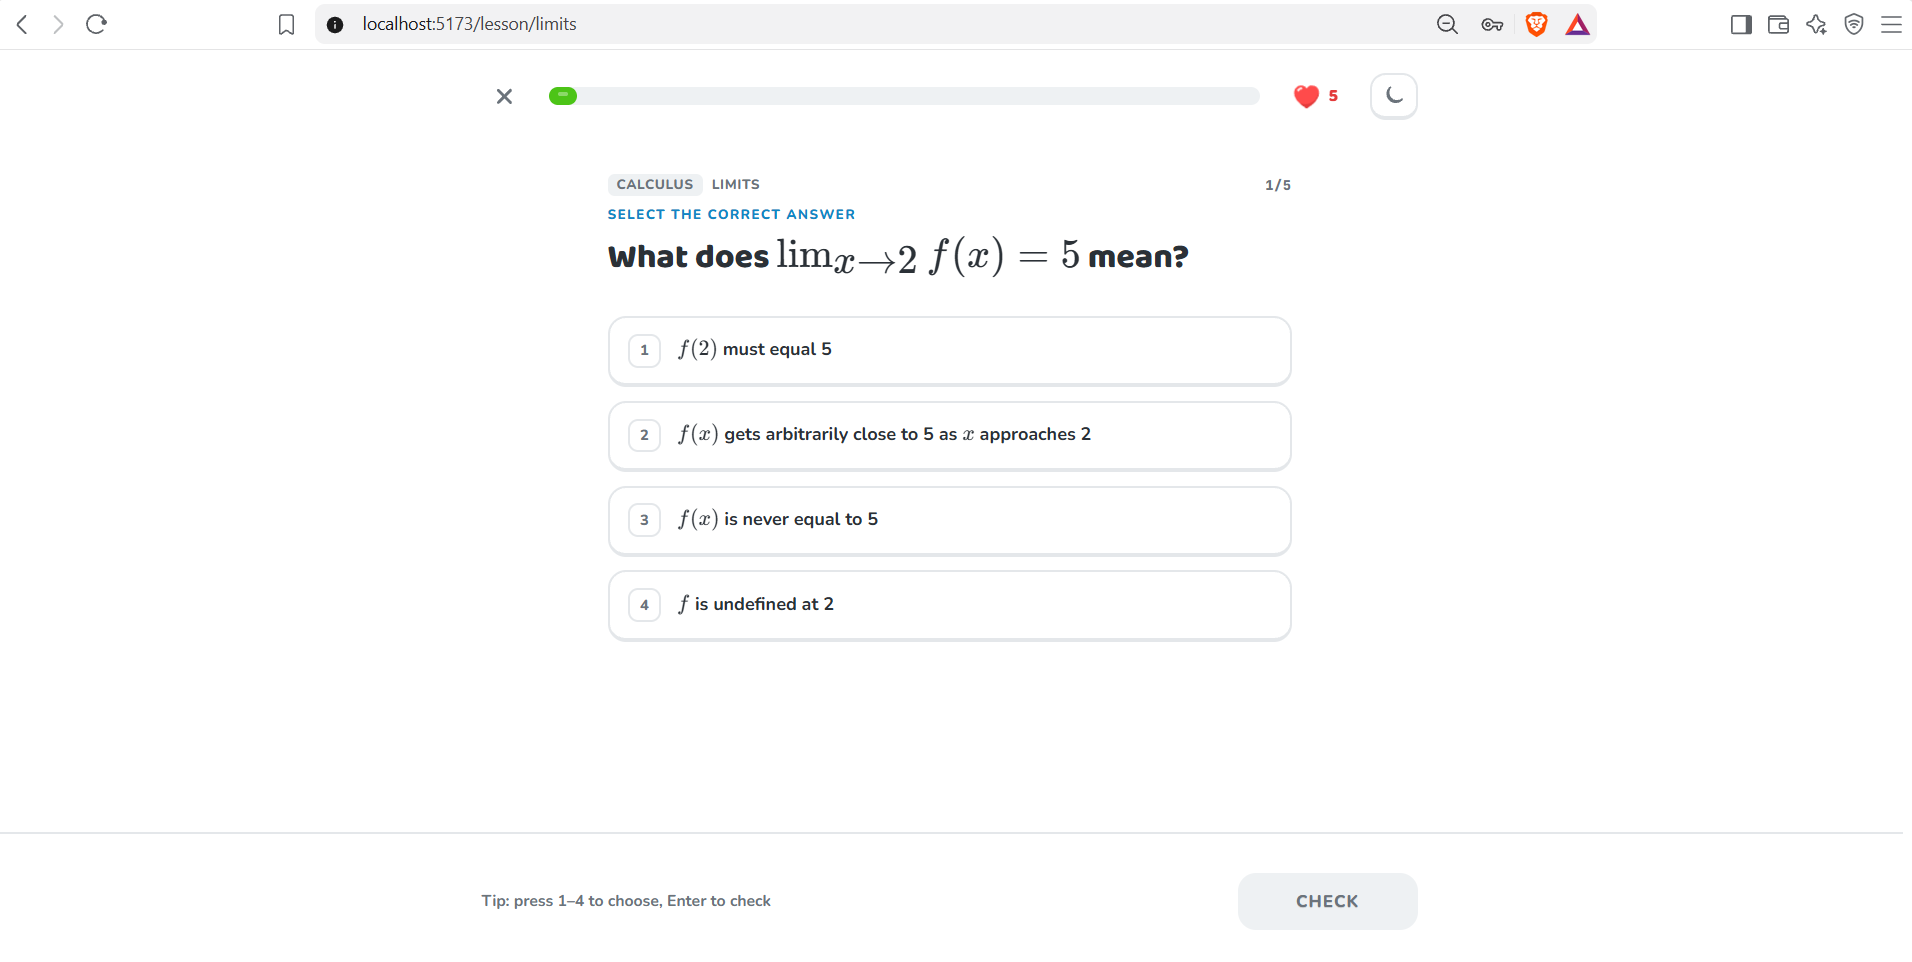 localhost:5173/lesson/limits
5
CALCULUS LIMITS 1/5
SELECT THE CORRECT ANSWER
What does lim x→2 f(x) = 5 mean?
1 f(2) must equal 5
2 f(x) gets arbitrarily close to 5 as x approaches 2
3 f(x) is never equal to 5
4 f is undefined at 2
Tip: press 1–4 to choose, Enter to check CHECK